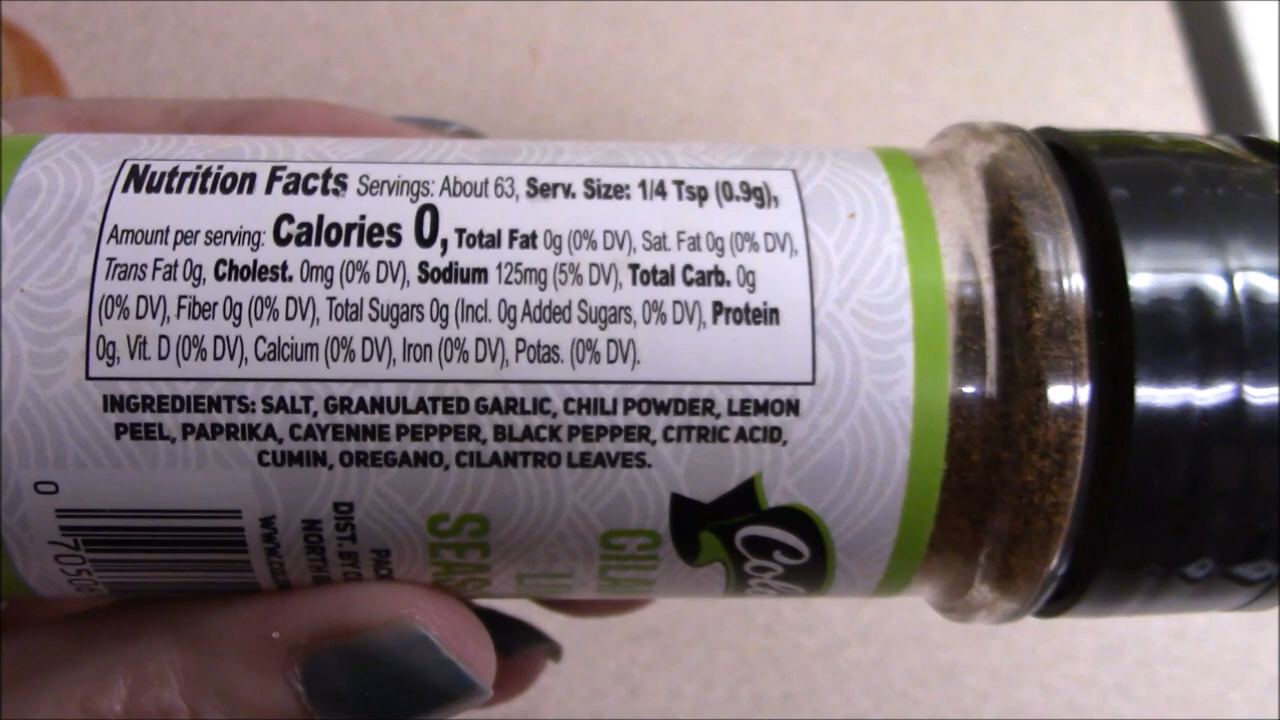 Nutrition Facts Servings: About 63, Serv. Size: 1/4 Tsp (0.9g),
Amount per serving: Calories 0, Total Fat 0g (0% DV), Sat. Fat 0g (0% DV),
Trans Fat 0g, Cholest. 0mg (0% DV), Sodium 125mg (5% DV), Total Carb. 0g
(0% DV), Fiber 0g (0% DV), Total Sugars 0g (Incl. 0g Added Sugars, 0% DV), Protein
0g, Vit. D (0% DV), Calcium (0% DV), Iron (0% DV), Potas. (0% DV).
INGREDIENTS: SALT, GRANULATED GARLIC, CHILI POWDER, LEMON
PEEL, PAPRIKA, CAYENNE PEPPER, BLACK PEPPER, CITRIC ACID,
CUMIN, OREGANO, CILANTRO LEAVES.
DIST. BY
NORTH
0